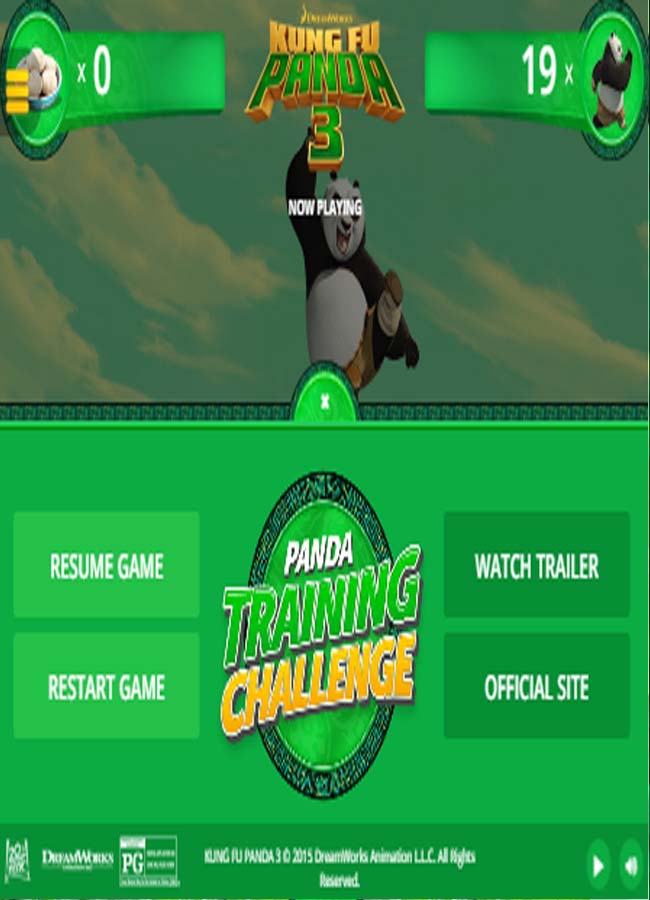 DREAMWORKS
x 0
KUNG FU
PANDA
3
19 x
NOW PLAYING
x
RESUME GAME
RESTART GAME
PANDA
TRAINING
CHALLENGE
WATCH TRAILER
OFFICIAL SITE
DREAMWORKS
PG
KUNG FU PANDA 3 © 2015 DreamWorks Animation L.L.C. All Rights
Reserved.